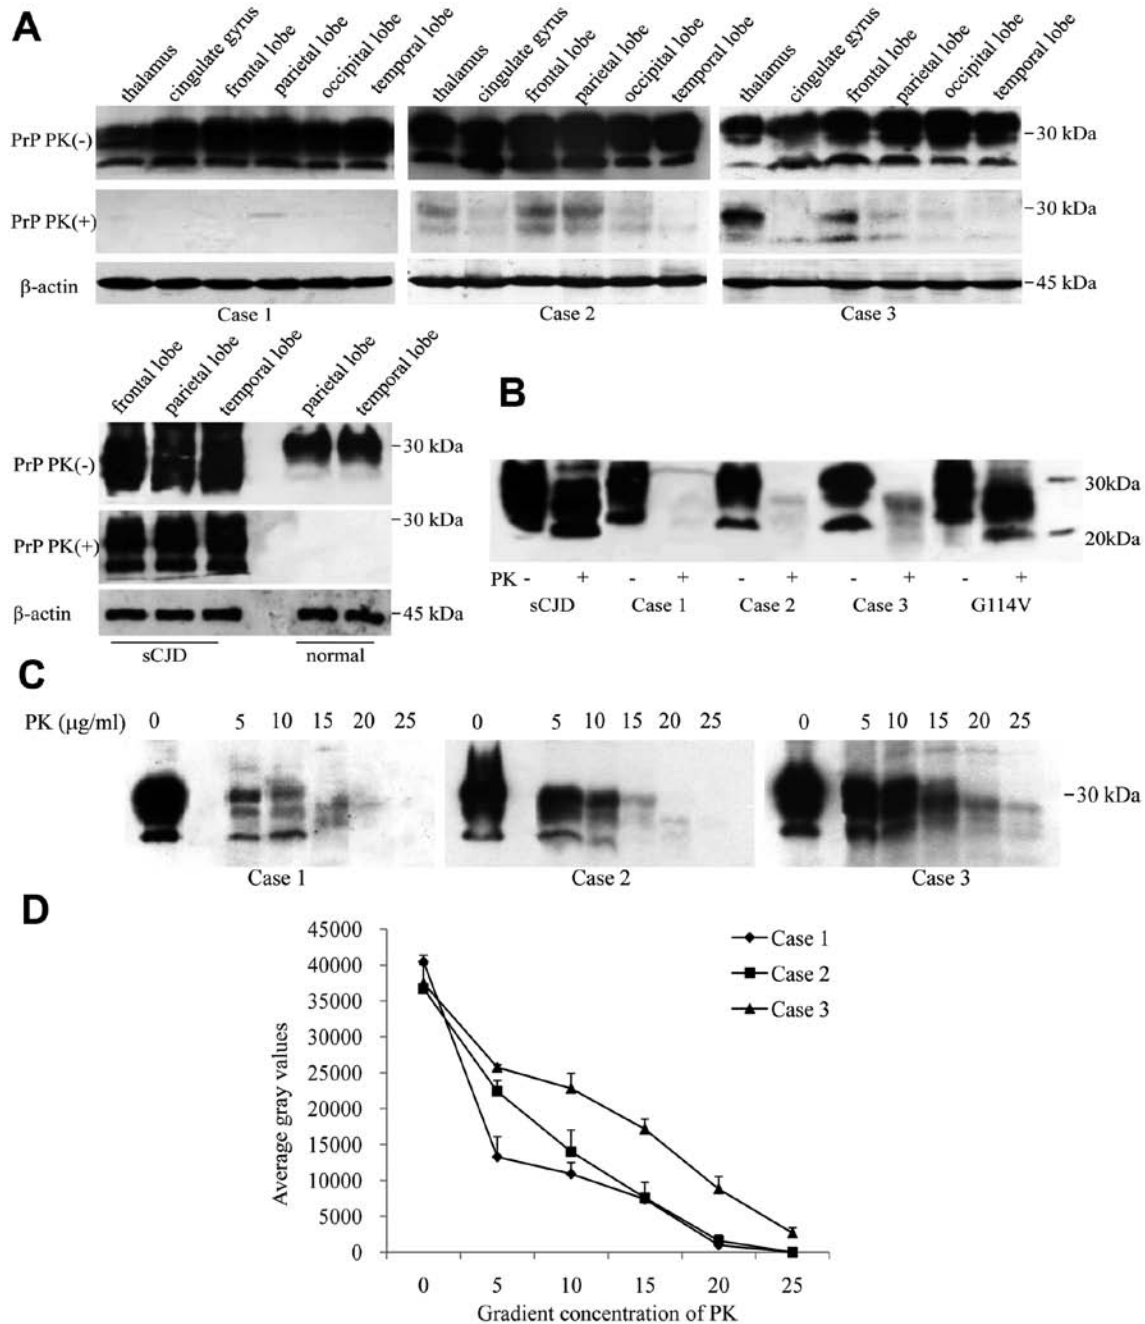 A
thalamus cingulate gyrus frontal lobe parietal lobe occipital lobe temporal lobe thalamus cingulate gyrus frontal lobe parietal lobe occipital lobe temporal lobe thalamus cingulate gyrus frontal lobe parietal lobe occipital lobe temporal lobe
PrP PK(-) 30 kDa
PrP PK(+) 30 kDa
β-actin 45 kDa
Case 1 Case 2 Case 3
frontal lobe parietal lobe temporal lobe parietal lobe temporal lobe
PrP PK(-) 30 kDa
PrP PK(+) 30 kDa
β-actin 45 kDa
sCJD normal
B
30kDa
20kDa
PK - + - + - + - + - +
sCJD Case 1 Case 2 Case 3 G114V
C
PK (μg/ml) 0 5 10 15 20 25 0 5 10 15 20 25 0 5 10 15 20 25
30 kDa
Case 1 Case 2 Case 3
D
Average gray values
45000
40000
35000
30000
25000
20000
15000
10000
5000
0
Case 1
Case 2
Case 3
0 5 10 15 20 25
Gradient concentration of PK